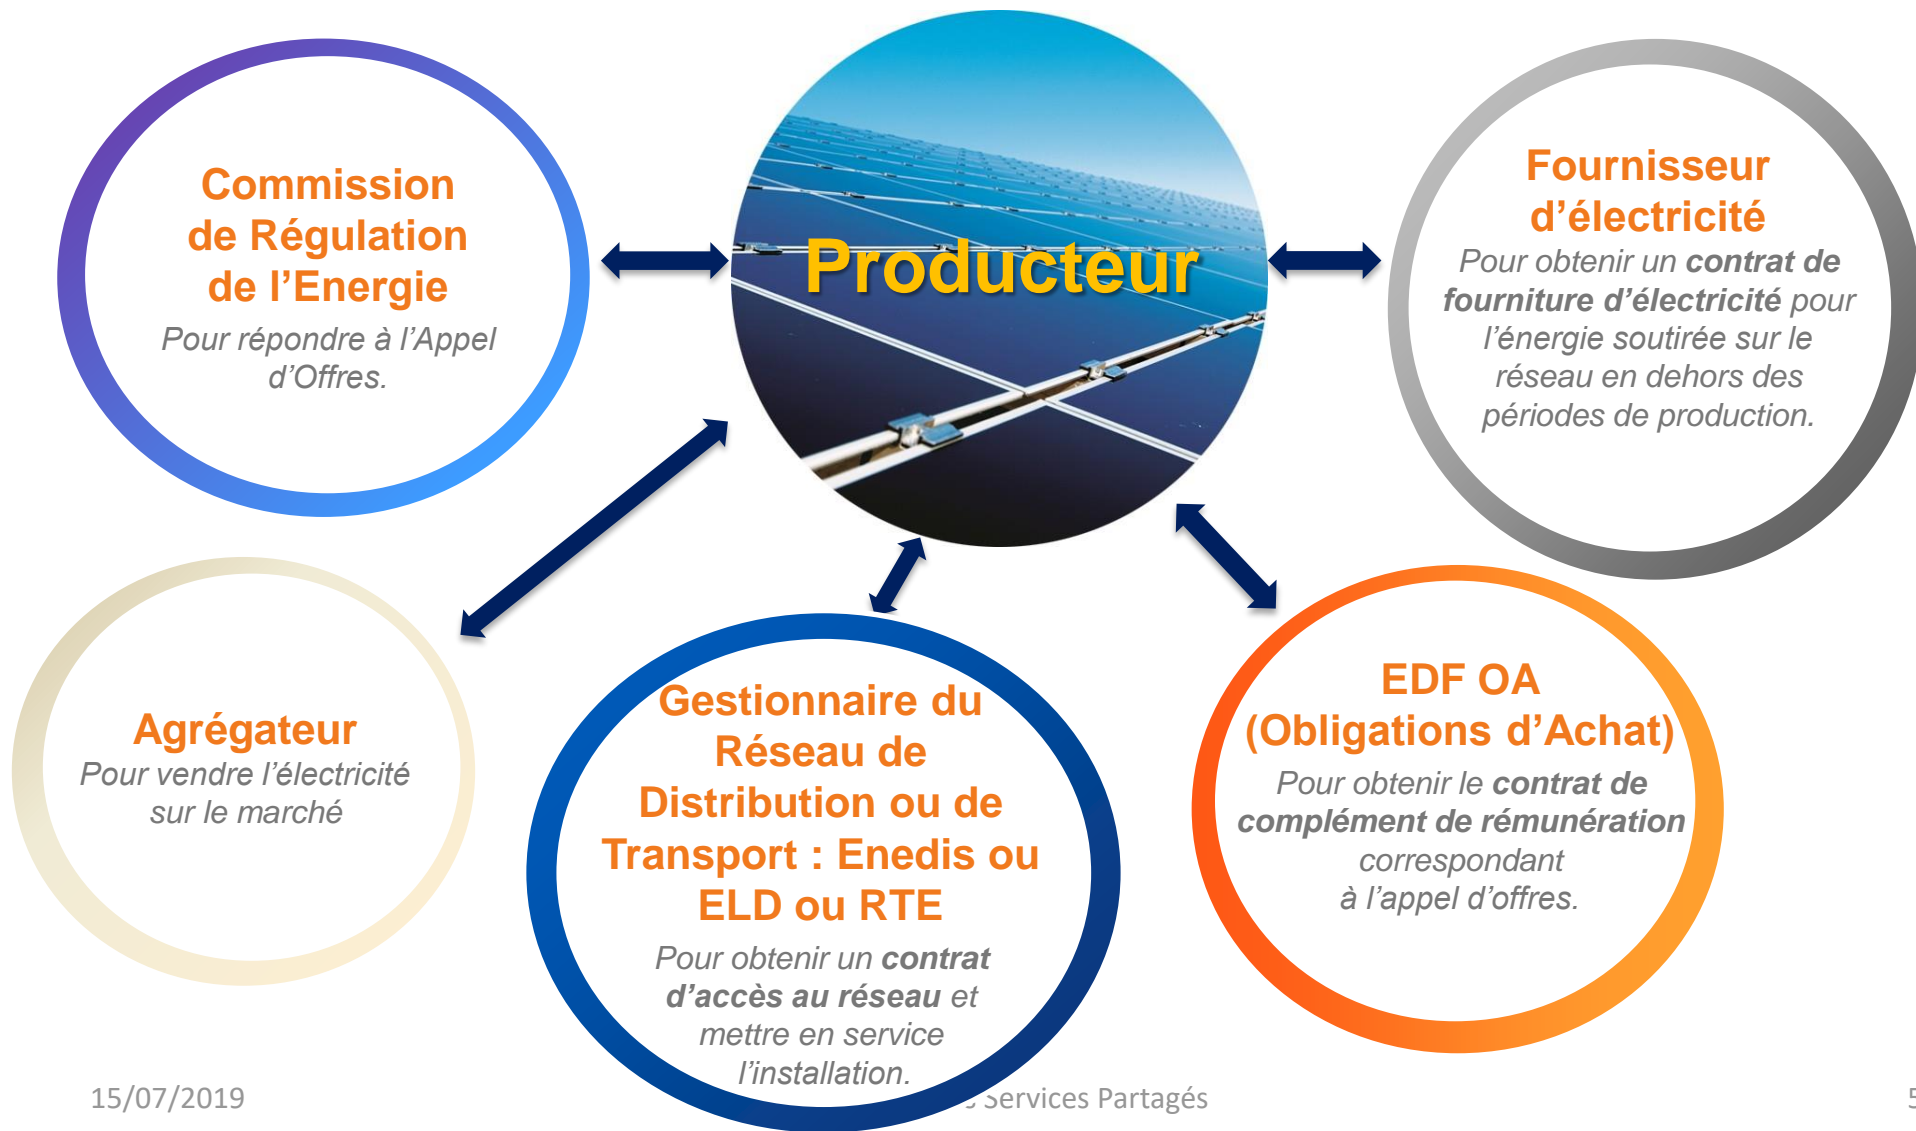 Producteur
Commission
de Régulation
de l’Energie
Pour répondre à l’Appel
d’Offres.
Fournisseur
d’électricité
Pour obtenir un contrat de
fourniture d’électricité pour
l’énergie soutirée sur le
réseau en dehors des
périodes de production.
Agrégateur
Pour vendre l’électricité
sur le marché
Gestionnaire du
Réseau de
Distribution ou de
Transport : Enedis ou
ELD ou RTE
Pour obtenir un contrat
d’accès au réseau et
mettre en service
l’installation.
EDF OA
(Obligations d’Achat)
Pour obtenir le contrat de
complément de rémunération
correspondant
à l’appel d’offres.
15/07/2019
Services Partagés
5